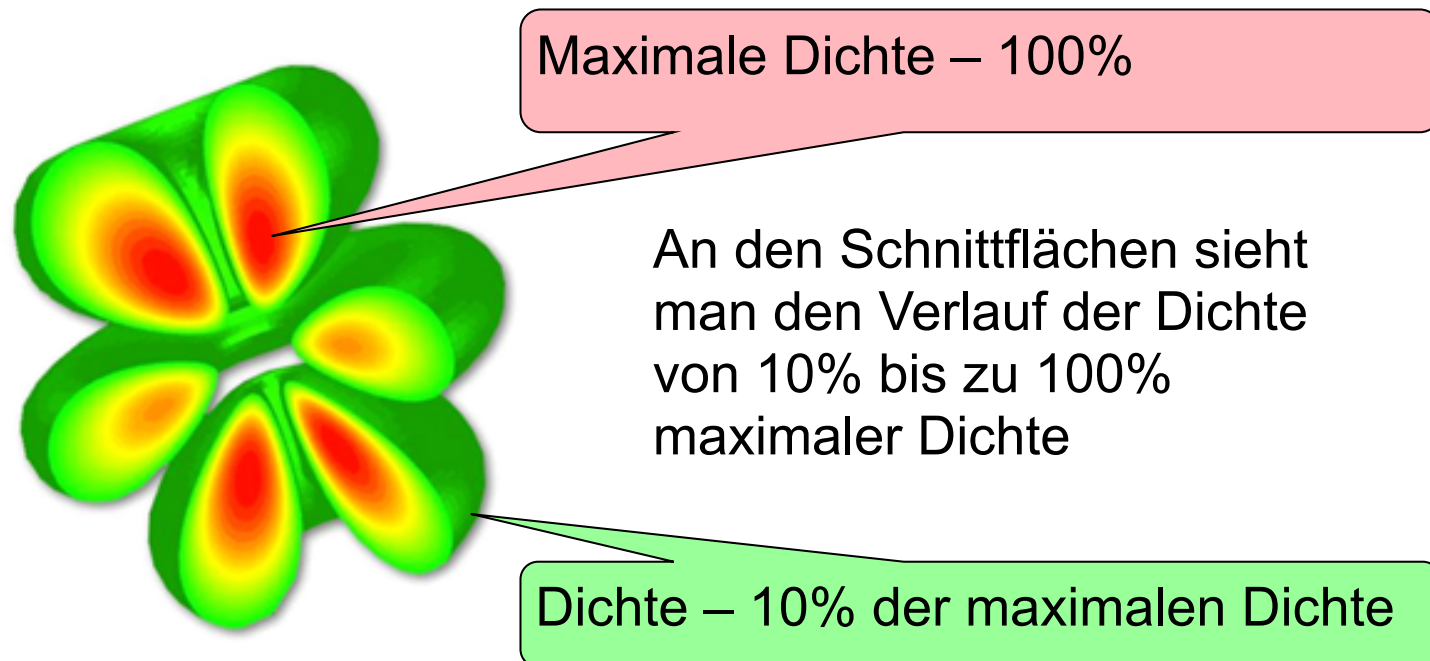 Maximale Dichte – 100%
An den Schnittflächen sieht
man den Verlauf der Dichte
von 10% bis zu 100%
maximaler Dichte
Dichte – 10% der maximalen Dichte